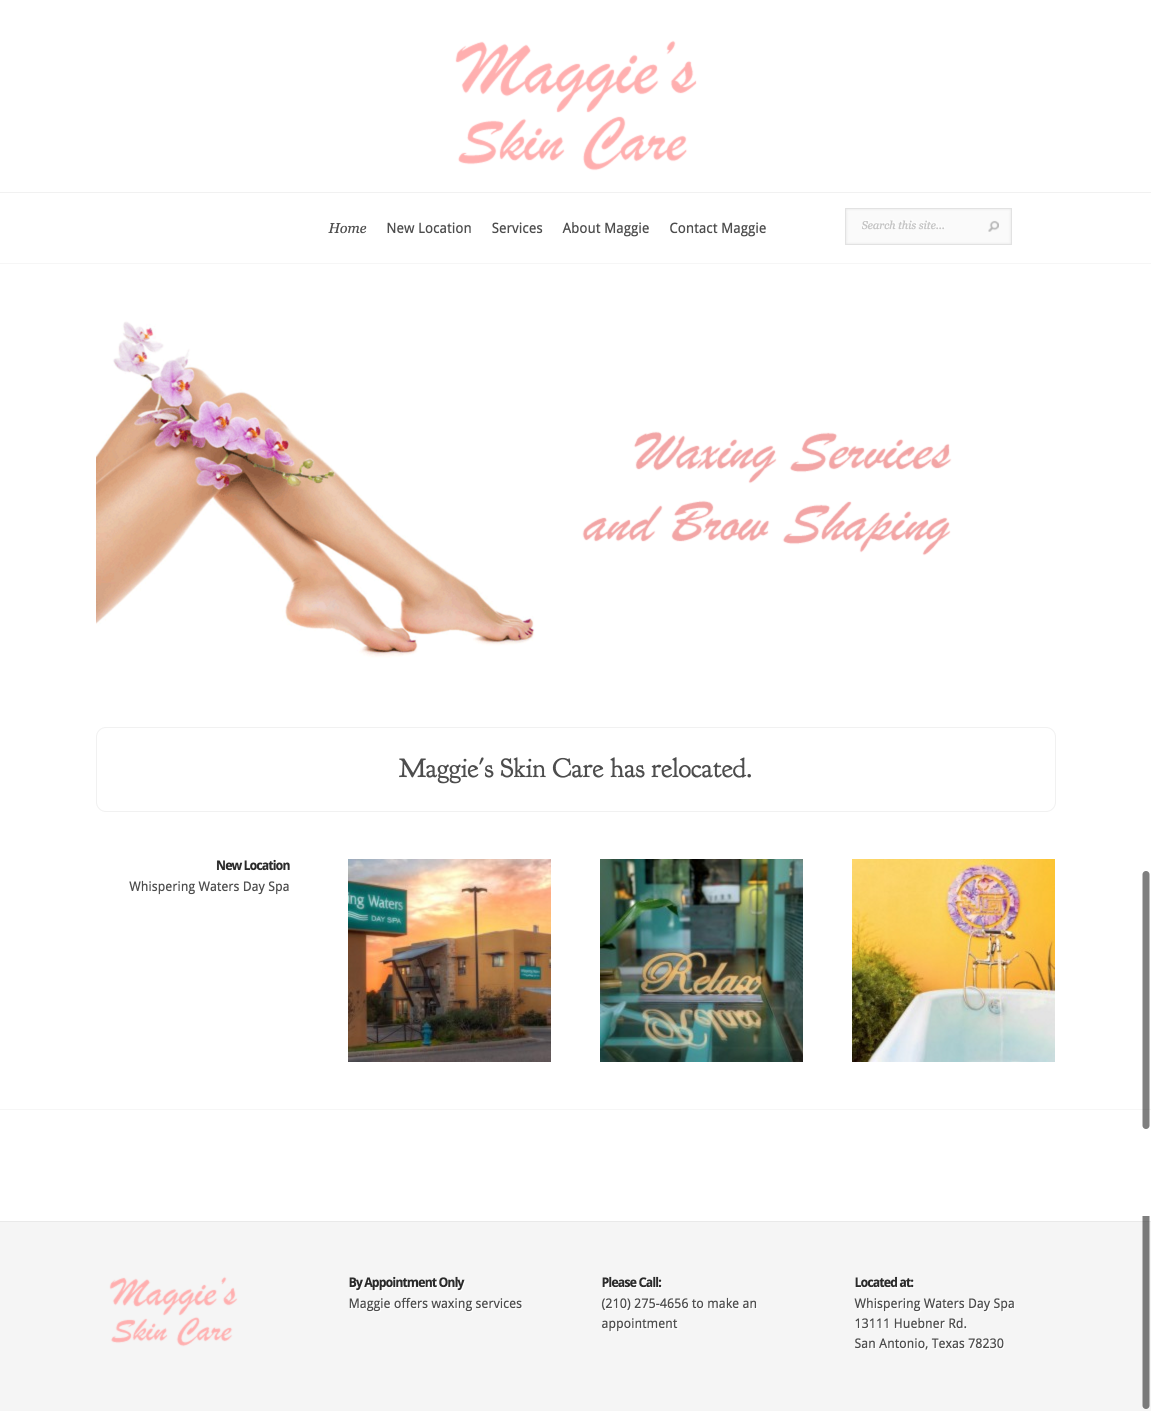 Maggie's
Skin Care
Home New Location Services About Maggie Contact Maggie
Search this site...
Waxing Services
and Brow Shaping
Maggie's Skin Care has relocated.
New Location
Whispering Waters Day Spa
ng Waters
DAY SPA
Relax
Maggie's
Skin Care
By Appointment Only
Maggie offers waxing services
Please Call:
(210) 275-4656 to make an
appointment
Located at:
Whispering Waters Day Spa
13111 Huebner Rd.
San Antonio, Texas 78230